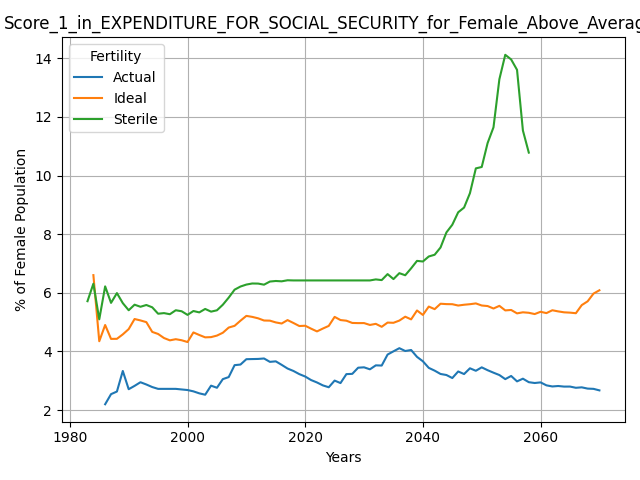 Score_1_in_EXPENDITURE_FOR_SOCIAL_SECURITY_for_Female_Above_Averag
Fertility
Actual
Ideal
Sterile
% of Female Population
14
12
10
8
6
4
2
1980 2000 2020 2040 2060
Years